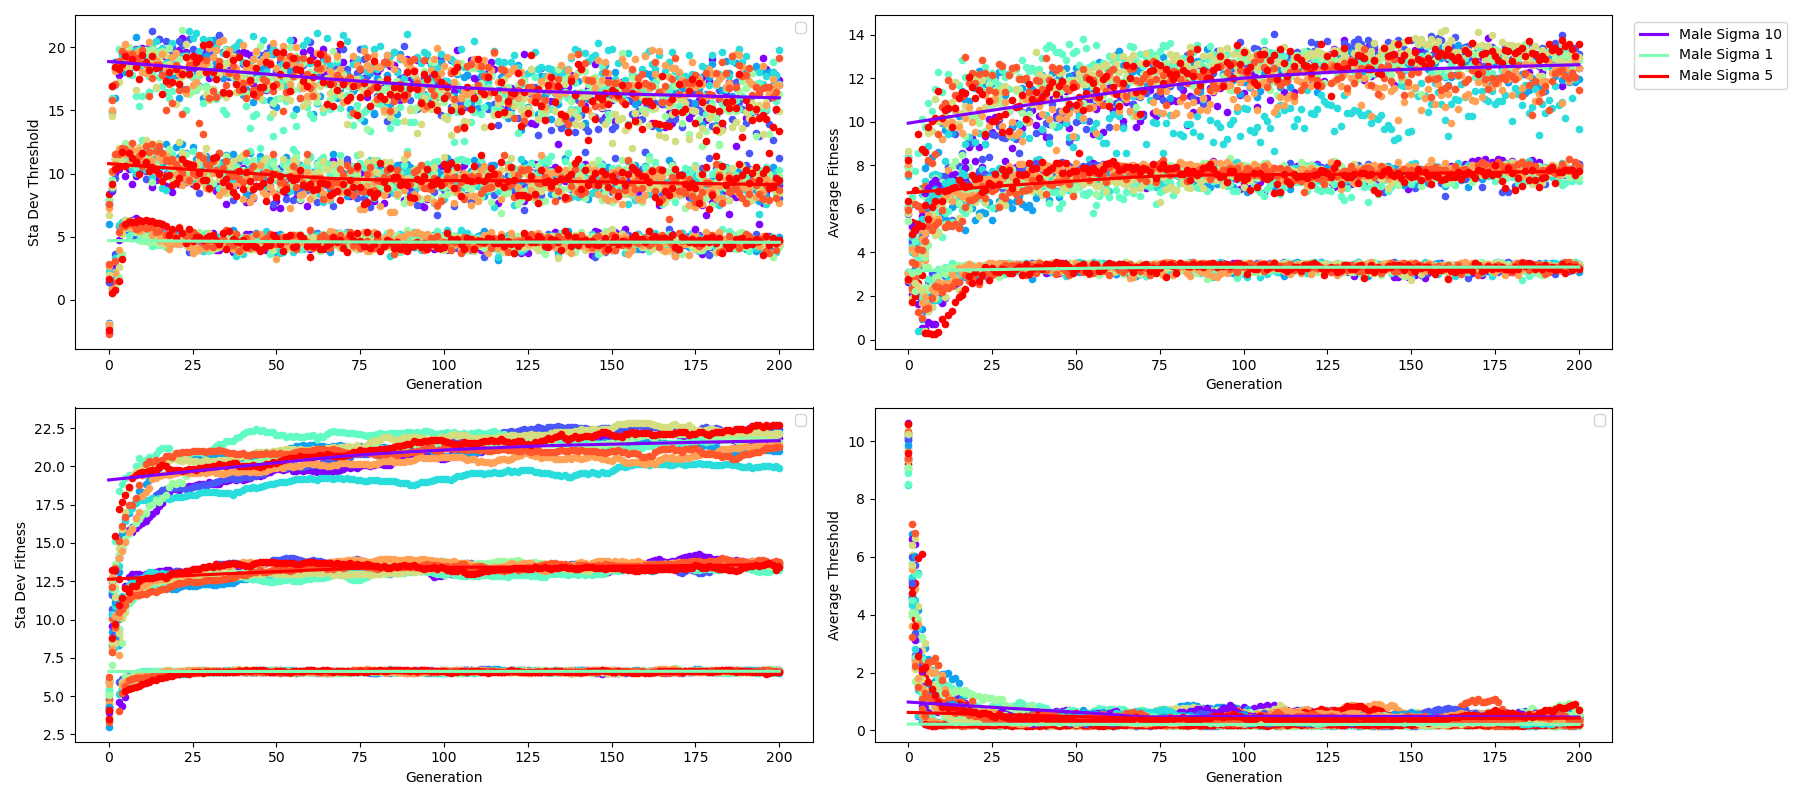 Sta Dev Threshold
20
15
10
5
0
0 25 50 75 100 125 150 175 200
Generation
Average Fitness
14
12
10
8
6
4
2
0
0 25 50 75 100 125 150 175 200
Generation
Male Sigma 10
Male Sigma 1
Male Sigma 5
Sta Dev Fitness
22.5
20.0
17.5
15.0
12.5
10.0
7.5
5.0
2.5
0 25 50 75 100 125 150 175 200
Generation
Average Threshold
10
8
6
4
2
0
0 25 50 75 100 125 150 175 200
Generation